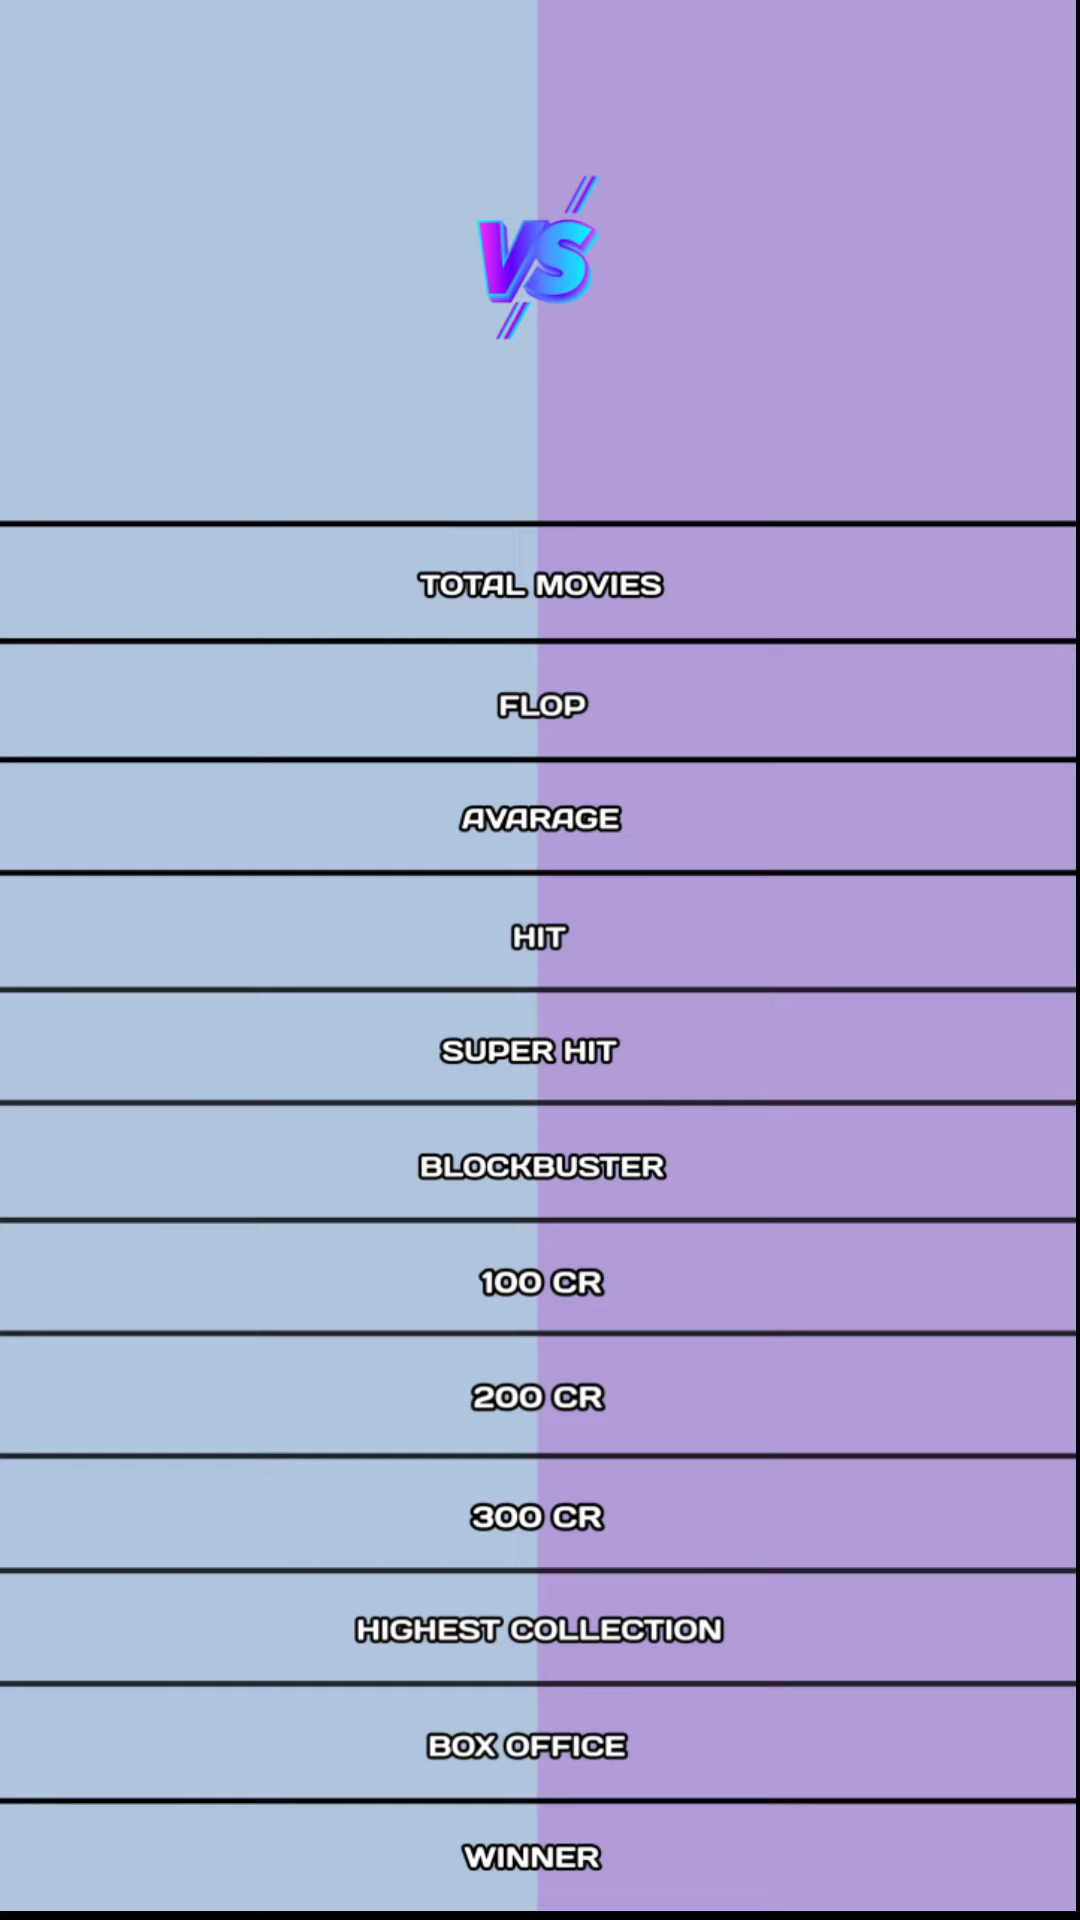 VS
TOTAL MOVIES
FLOP
AVARAGE
HIT
SUPER HIT
BLOCKBUSTER
100 CR
200 CR
300 CR
HIGHEST COLLECTION
BOX OFFICE
WINNER